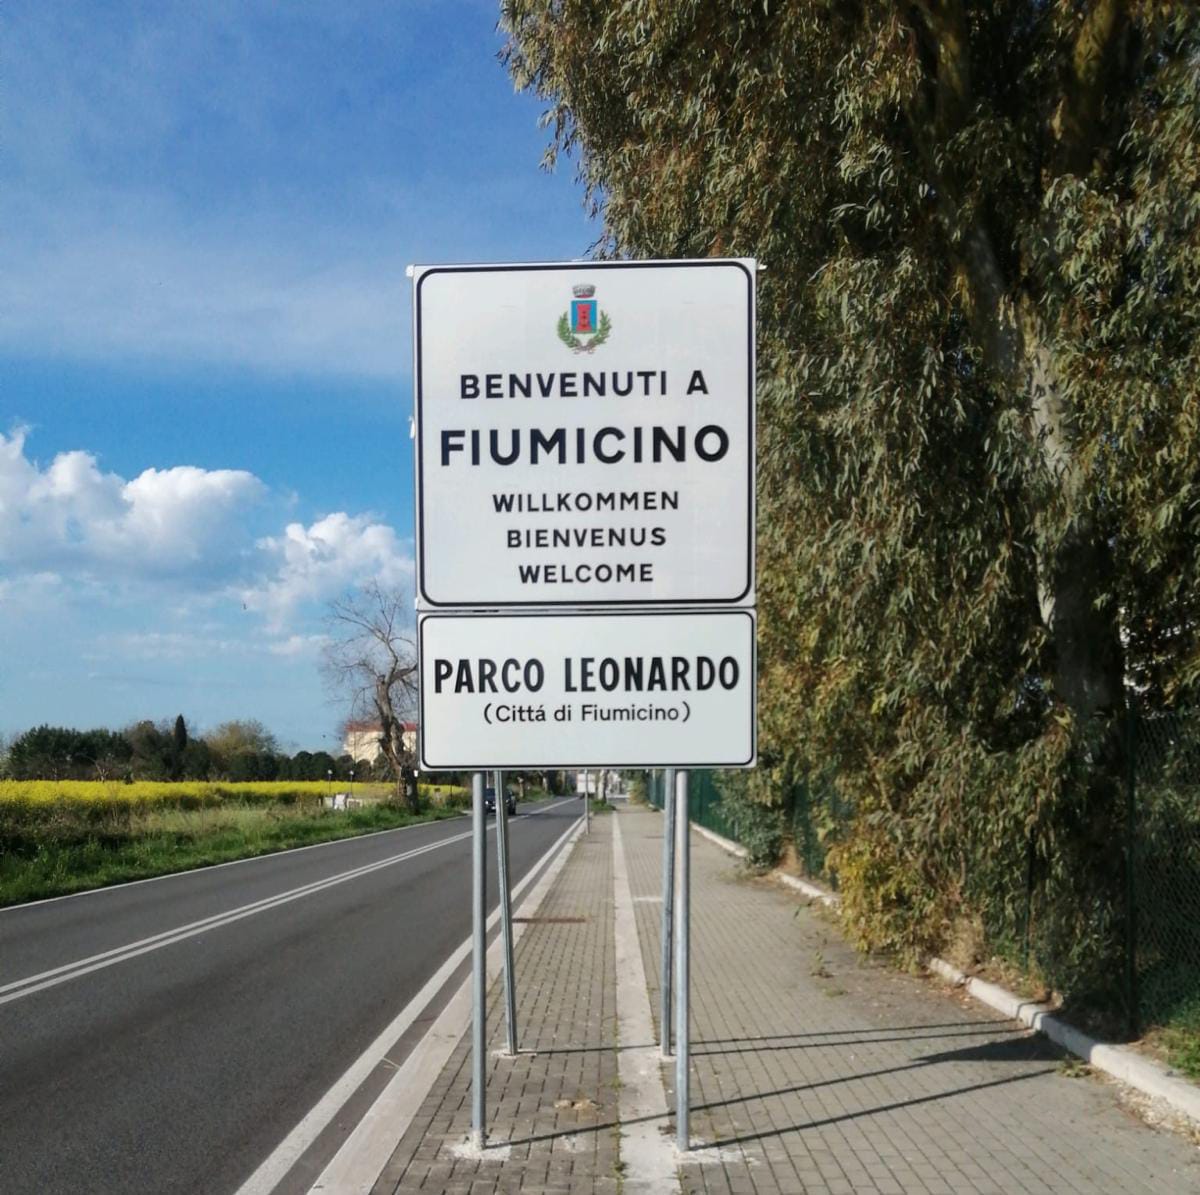 BENVENUTI A
FIUMICINO
WILLKOMMEN
BIENVENUS
WELCOME
PARCO LEONARDO
(Cittá di Fiumicino)